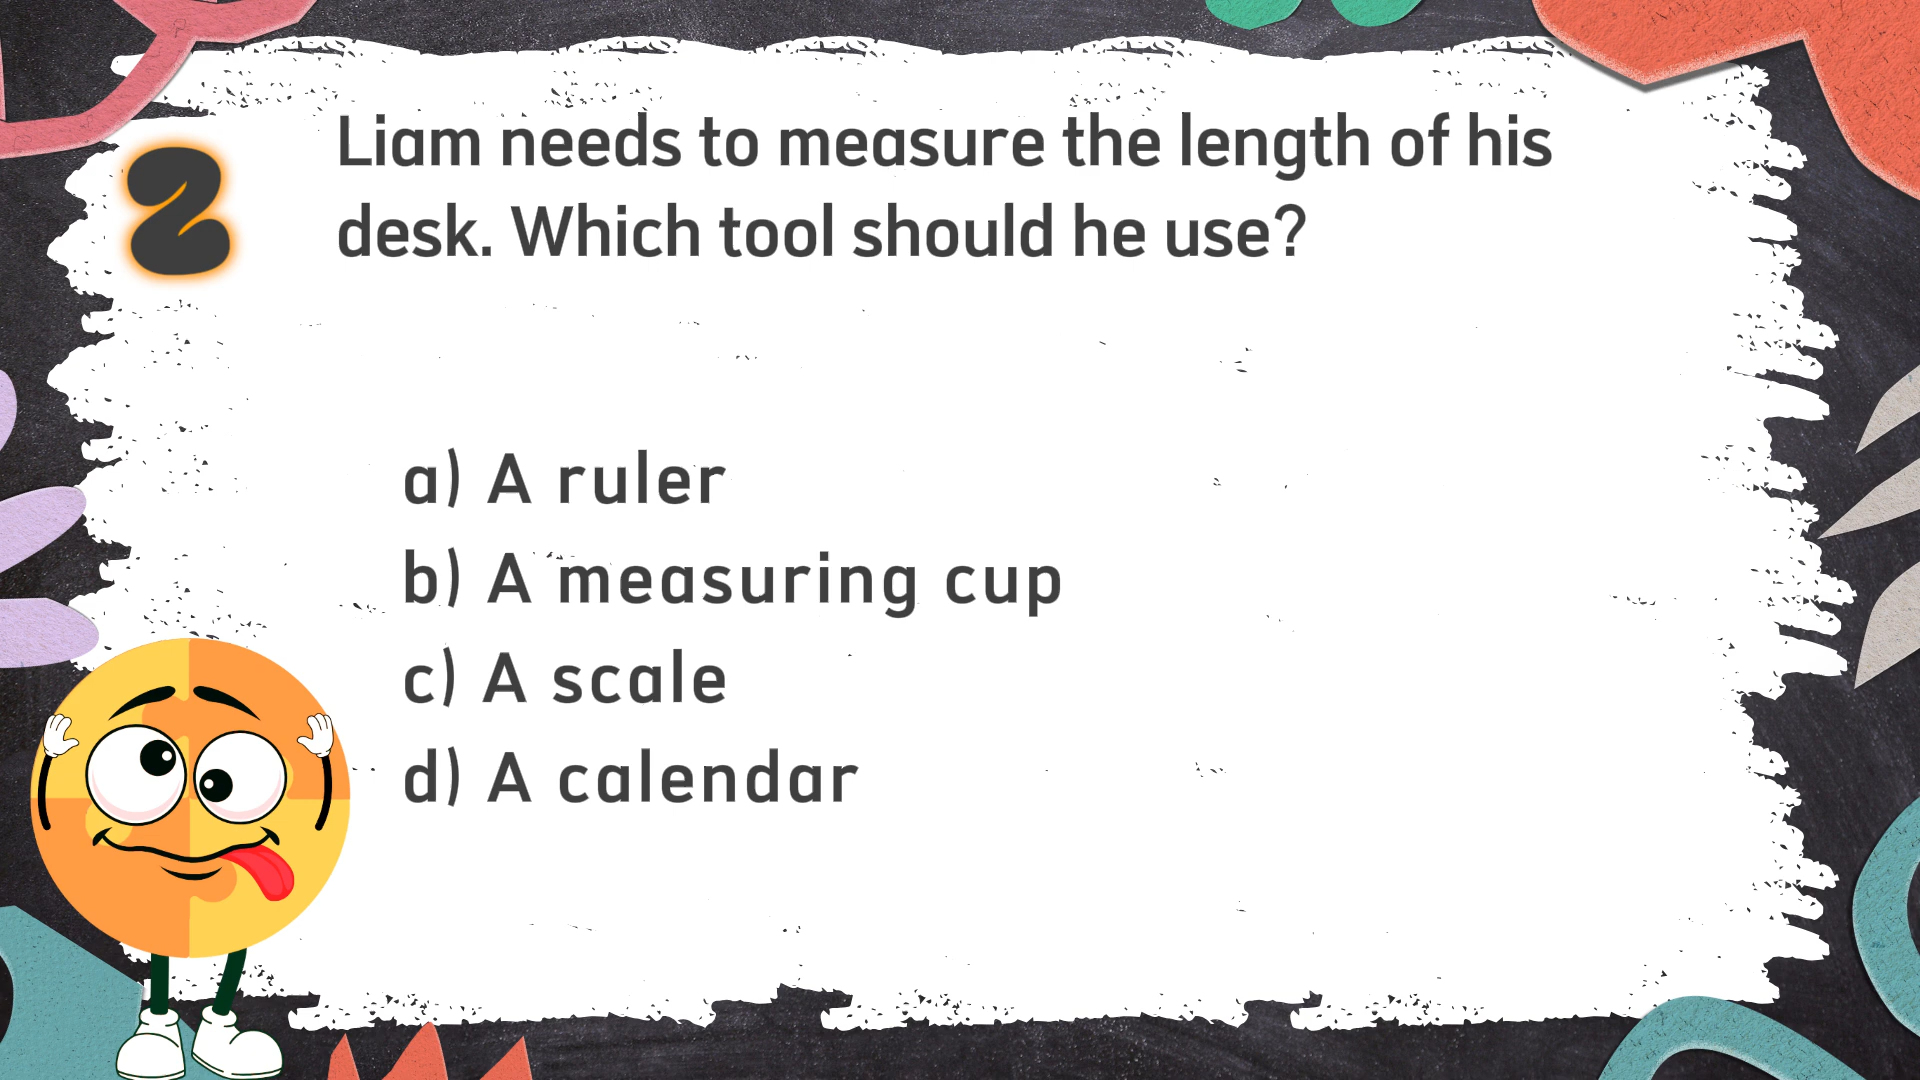 2
Liam needs to measure the length of his
desk. Which tool should he use?
a) A ruler
b) A measuring cup
c) A scale
d) A calendar